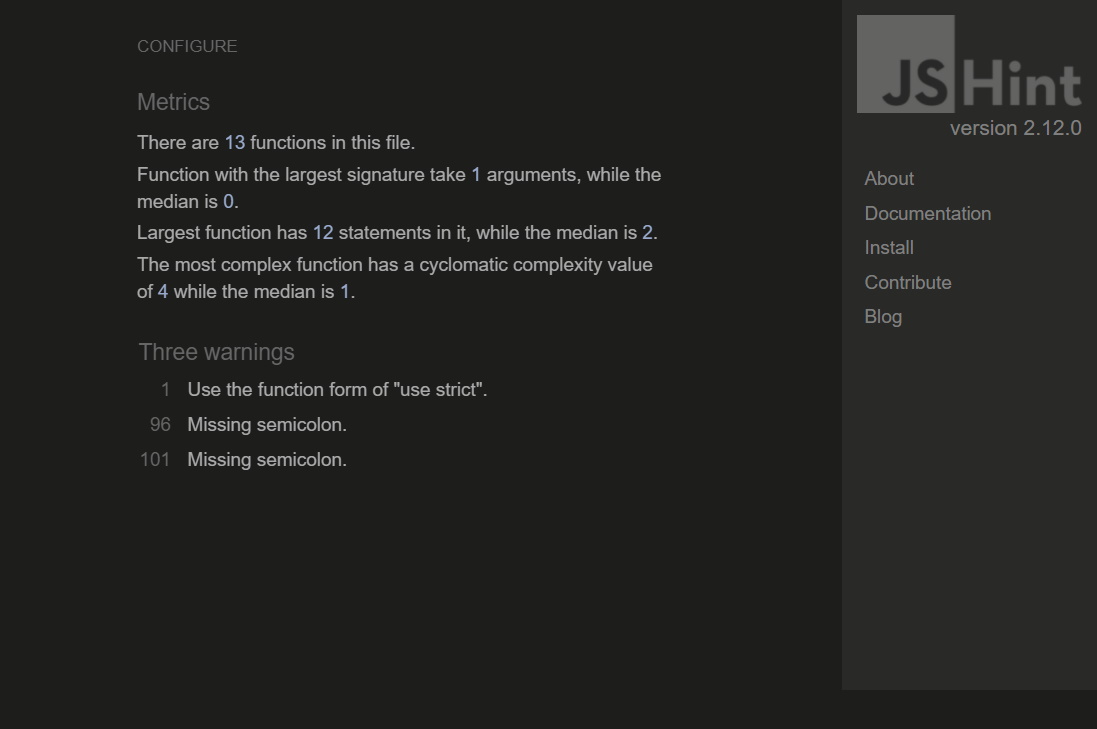 CONFIGURE
Metrics
There are 13 functions in this file.
Function with the largest signature take 1 arguments, while the
median is 0.
Largest function has 12 statements in it, while the median is 2.
The most complex function has a cyclomatic complexity value
of 4 while the median is 1.
Three warnings
1 Use the function form of "use strict".
96 Missing semicolon.
101 Missing semicolon.
JSHint
version 2.12.0
About
Documentation
Install
Contribute
Blog